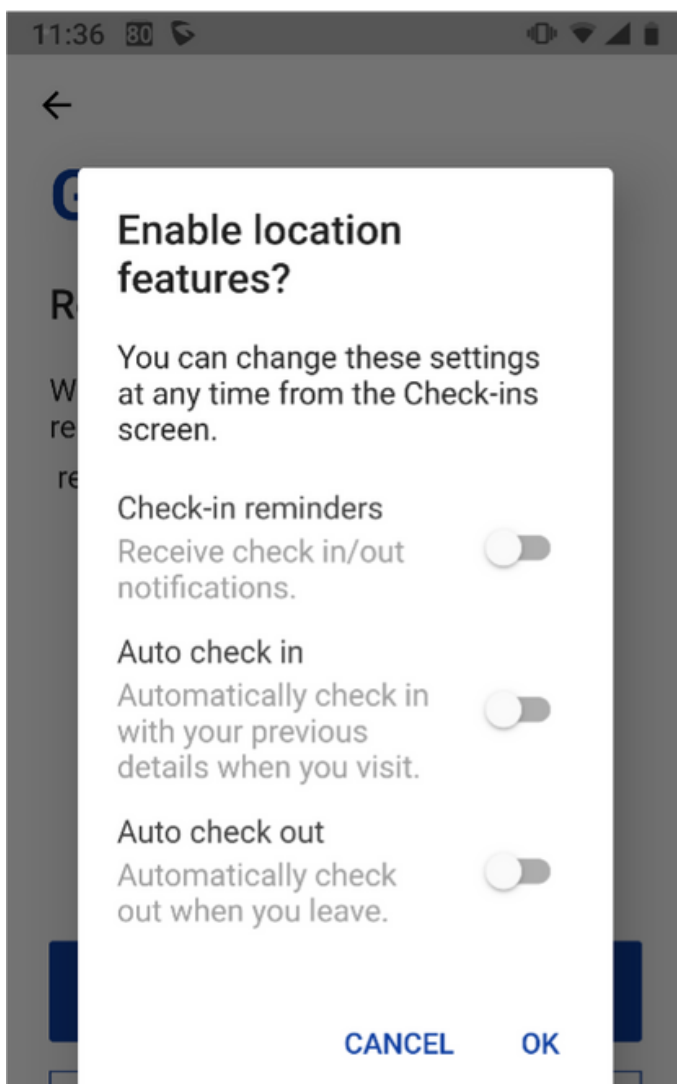 11:36 80
G
Enable location
features?
R
You can change these settings
at any time from the Check-ins
screen.
W
re
re
Check-in reminders
Receive check in/out
notifications.
Auto check in
Automatically check in
with your previous
details when you visit.
Auto check out
Automatically check
out when you leave.
CANCEL OK